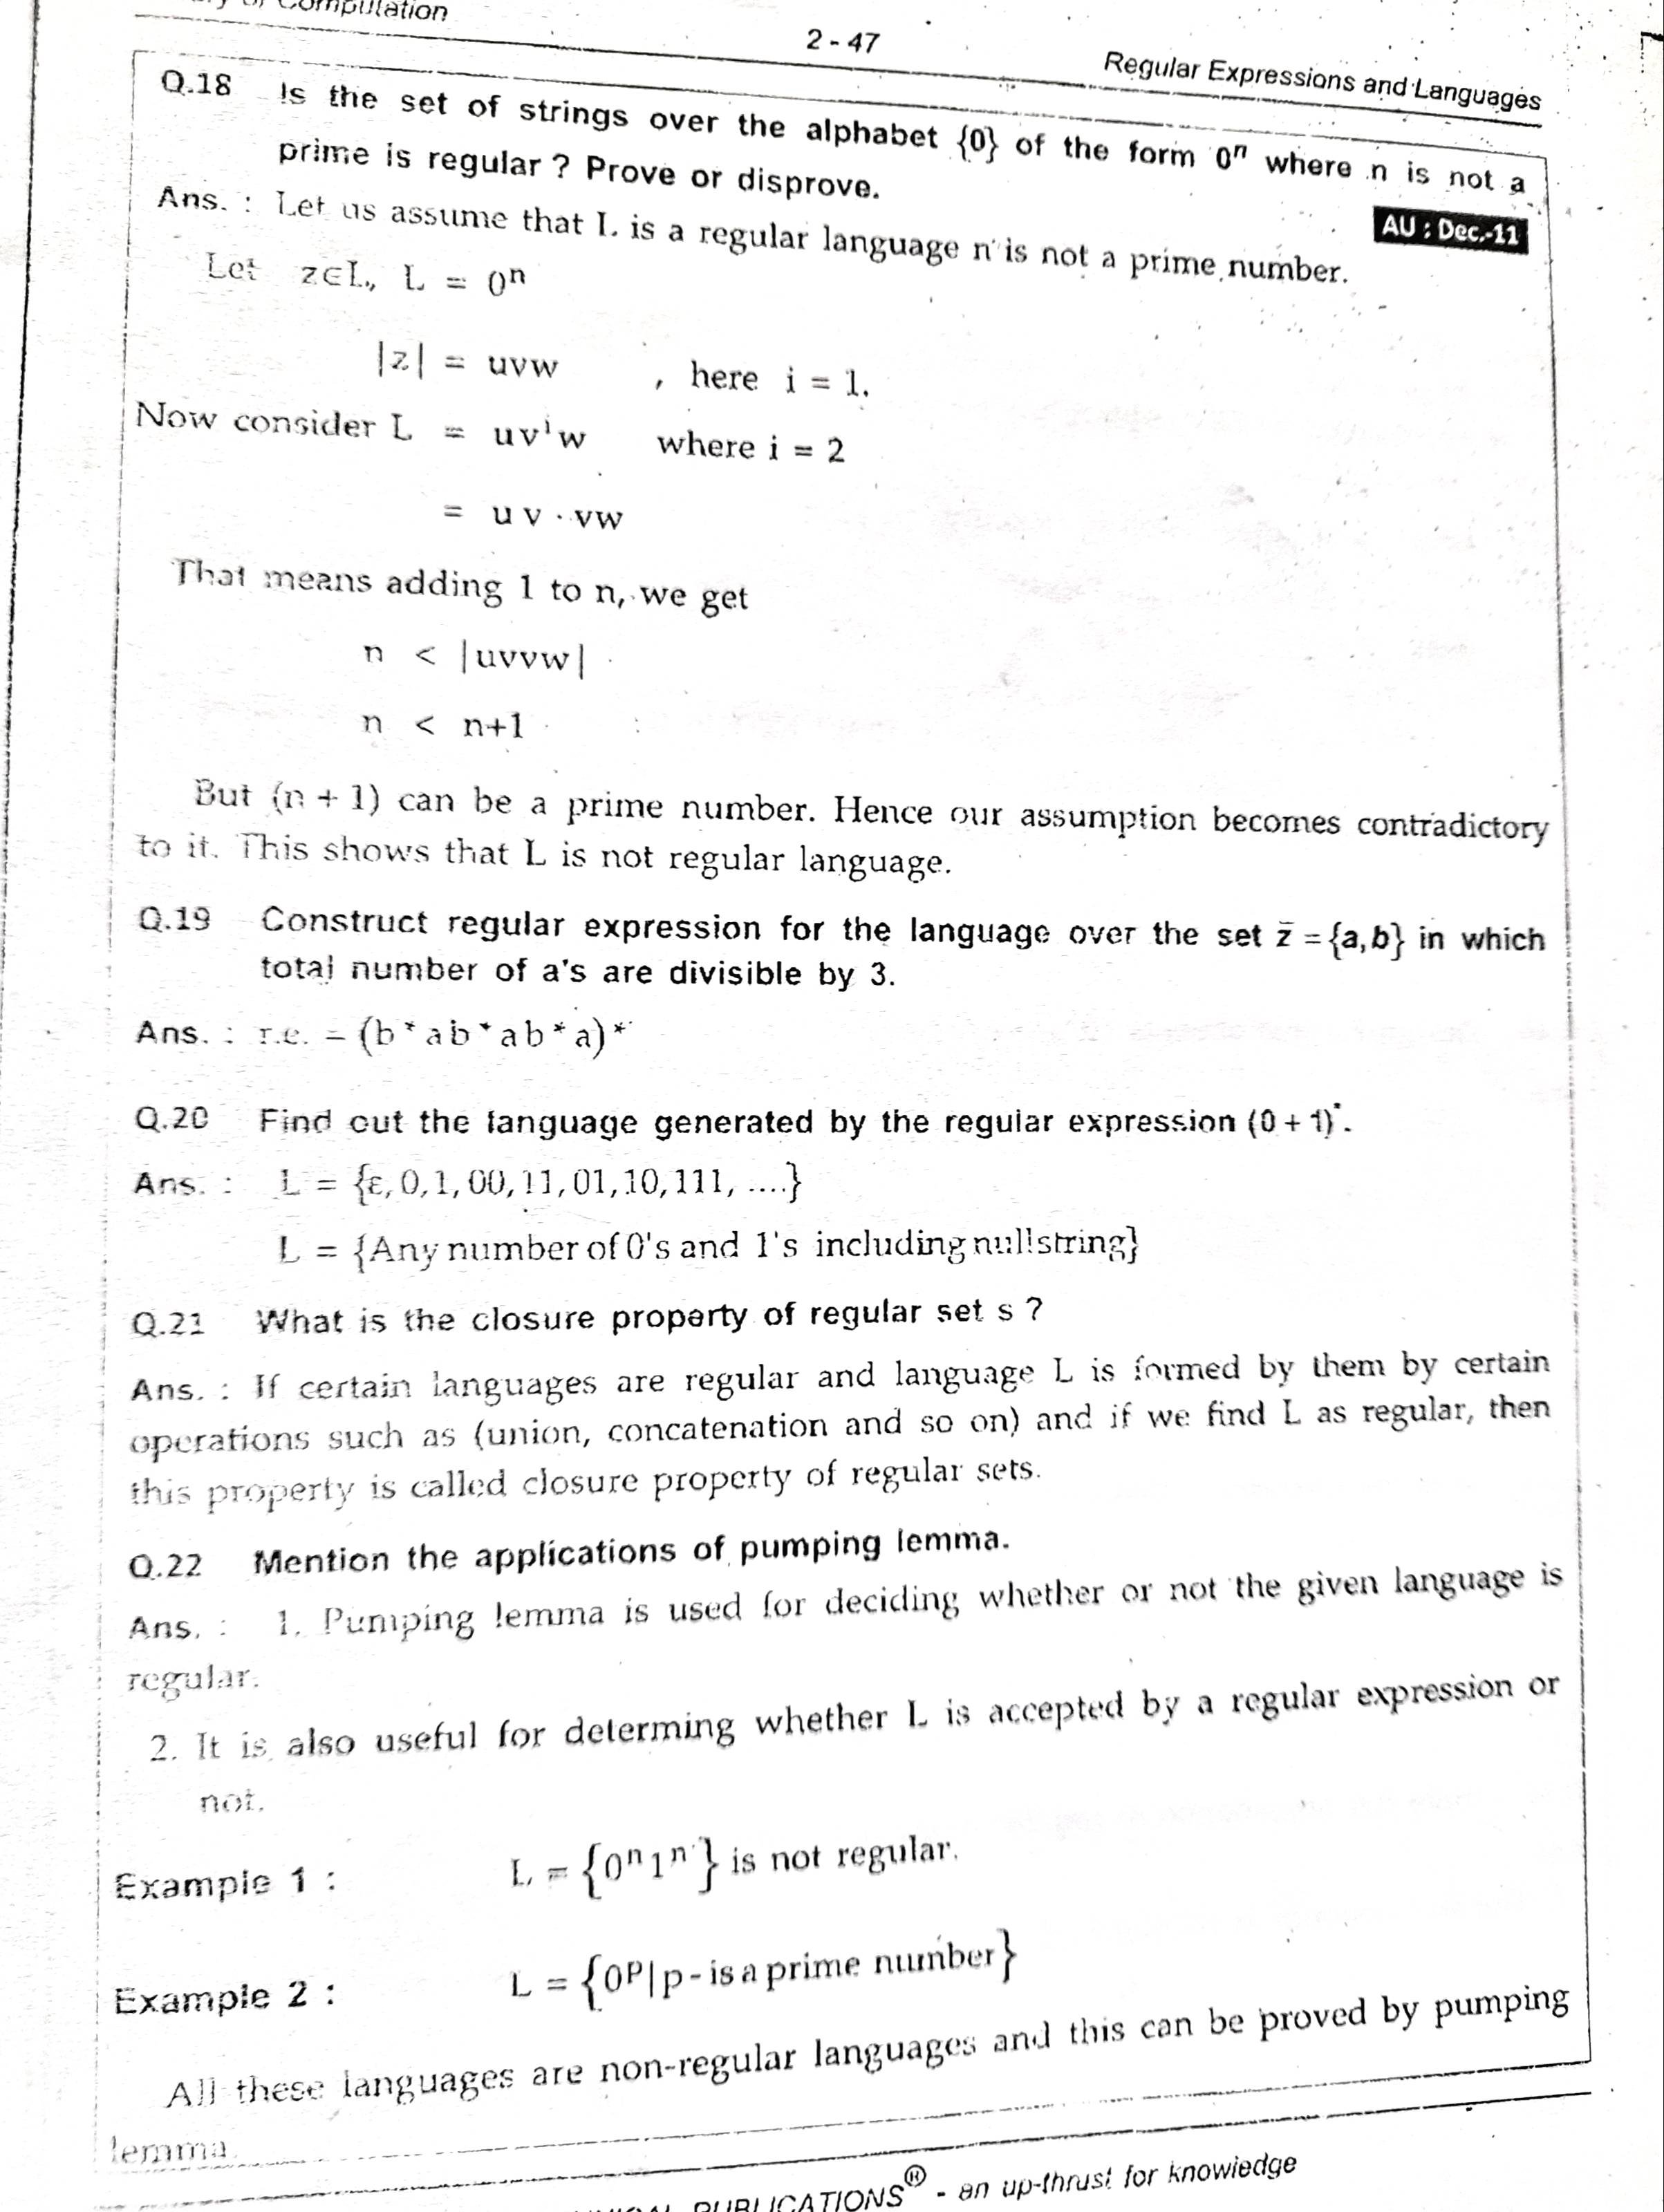 Computation
2 - 47
Regular Expressions and Languages
Q.18 Is the set of strings over the alphabet {0} of the form 0ⁿ where n is not a
prime is regular ? Prove or disprove.
AU : Dec.-11
Ans. : Let us assume that L is a regular language n is not a prime number.
Let z∈L, L = 0ⁿ
|z| = uvw , here i = 1.
Now consider L = uvⁱw where i = 2
= uv · vw
That means adding 1 to n, we get
n < |uvvw|
n < n+1
But (n + 1) can be a prime number. Hence our assumption becomes contradictory
to it. This shows that L is not regular language.
Q.19 Construct regular expression for the language over the set z̄ = {a,b} in which
total number of a's are divisible by 3.
Ans. : r.e. = (b*ab*ab*a)*
Q.20 Find out the language generated by the regular expression (0 + 1)*.
Ans. : L = {ε, 0, 1, 00, 11, 01, 10, 111, ....}
L = {Any number of 0's and 1's including null string}
Q.21 What is the closure property of regular set s ?
Ans. : If certain languages are regular and language L is formed by them by certain
operations such as (union, concatenation and so on) and if we find L as regular, then
this property is called closure property of regular sets.
Q.22 Mention the applications of pumping lemma.
Ans. : 1. Pumping lemma is used for deciding whether or not the given language is
regular.
2. It is also useful for determing whether L is accepted by a regular expression or
not.
Example 1 : L = {0ⁿ1ⁿ} is not regular.
Example 2 : L = {0ᵖ|p - is a prime number}
All these languages are non-regular languages and this can be proved by pumping
lemma.
PUBLICATIONS® - an up-thrust for knowledge